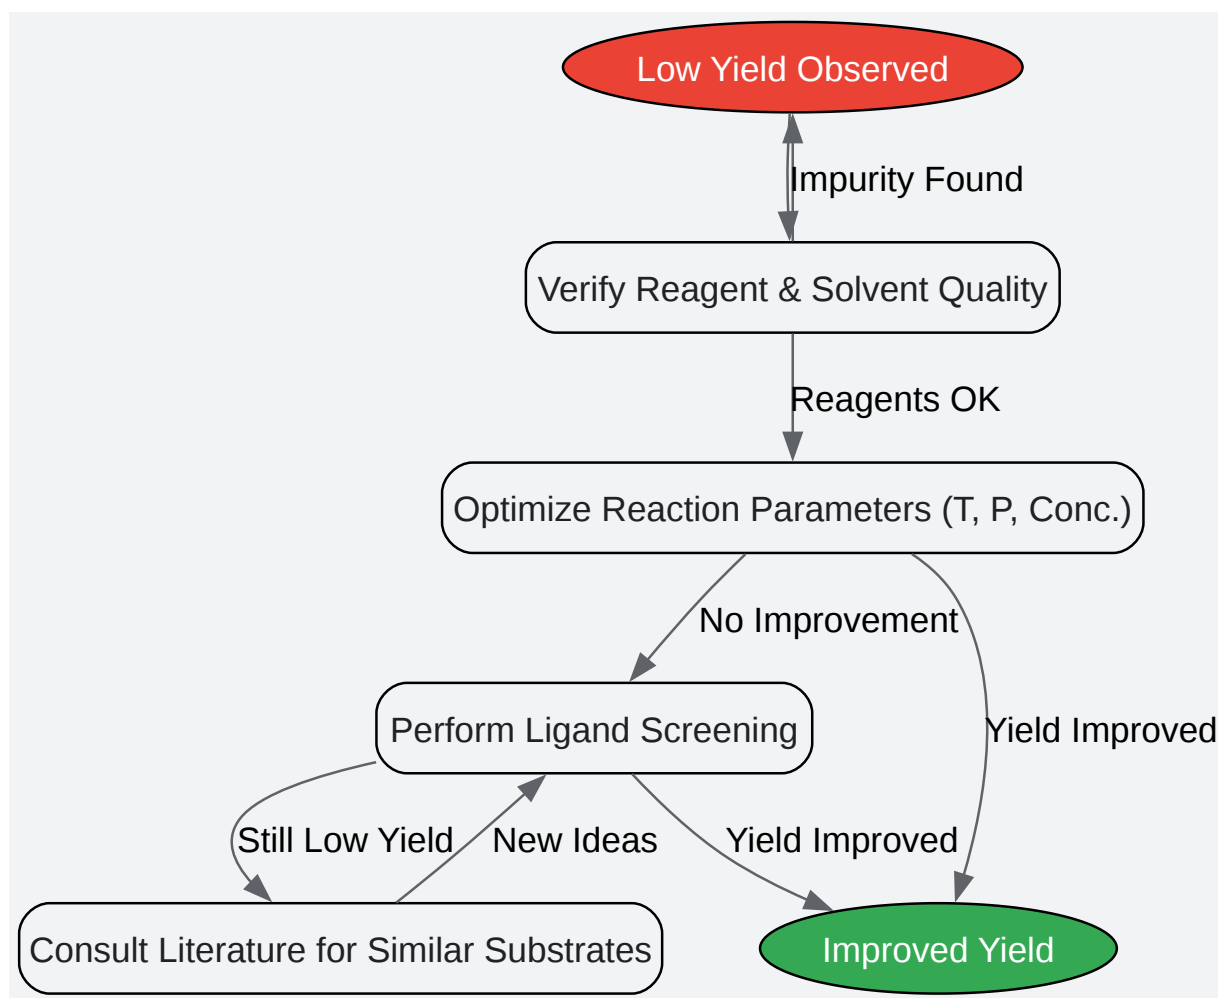 Low Yield Observed
Impurity Found
Verify Reagent & Solvent Quality
Reagents OK
Optimize Reaction Parameters (T, P, Conc.)
No Improvement
Perform Ligand Screening
Yield Improved
Still Low Yield
New Ideas
Yield Improved
Consult Literature for Similar Substrates
Improved Yield